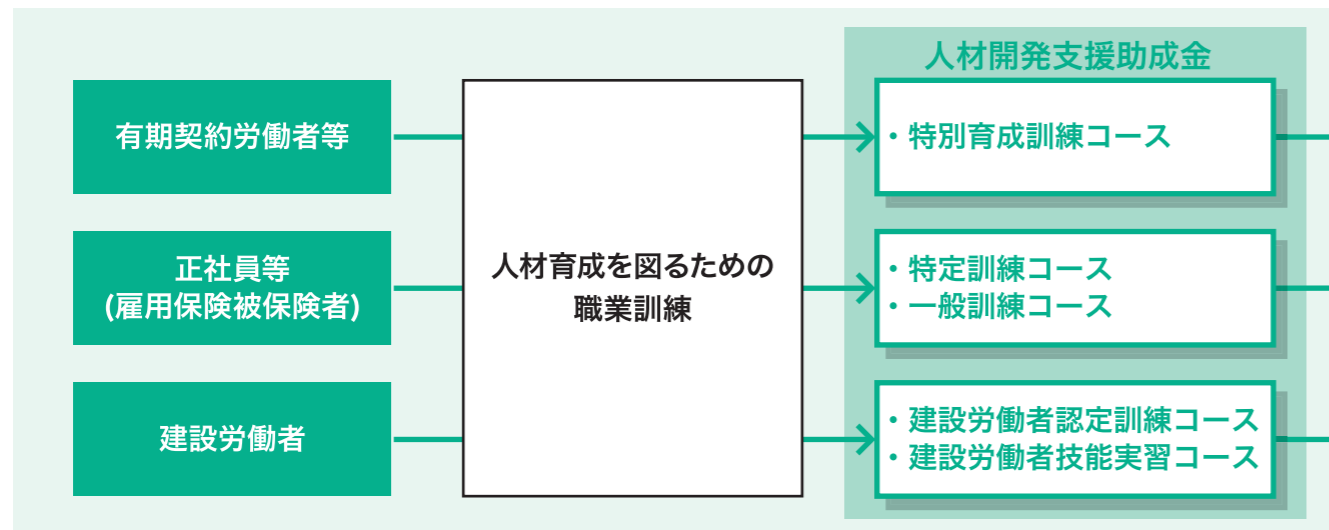 人材開発支援助成金
有期契約労働者等
・特別育成訓練コース
正社員等
(雇用保険被保険者)
人材育成を図るための
職業訓練
・特定訓練コース
・一般訓練コース
建設労働者
・建設労働者認定訓練コース
・建設労働者技能実習コース